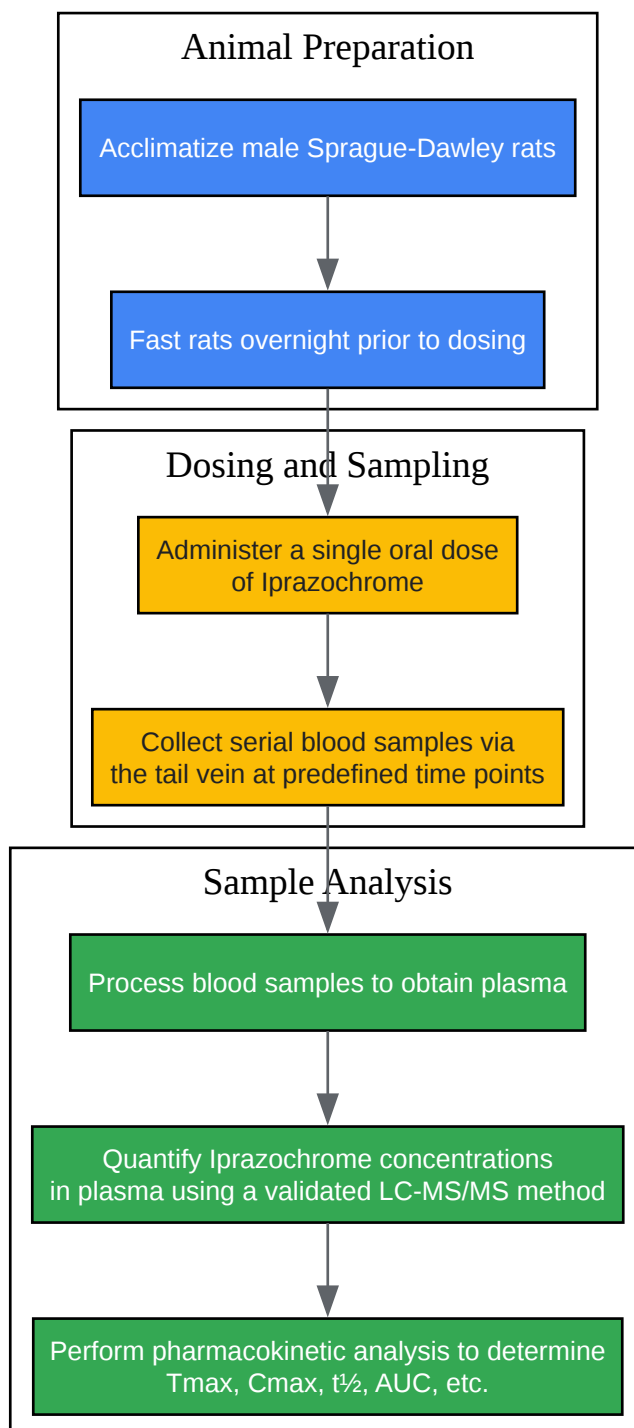 Animal Preparation
Acclimatize male Sprague-Dawley rats
Fast rats overnight prior to dosing
Dosing and Sampling
Administer a single oral dose
of Iprazochrome
Collect serial blood samples via
the tail vein at predefined time points
Sample Analysis
Process blood samples to obtain plasma
Quantify Iprazochrome concentrations
in plasma using a validated LC-MS/MS method
Perform pharmacokinetic analysis to determine
Tmax, Cmax, t½, AUC, etc.